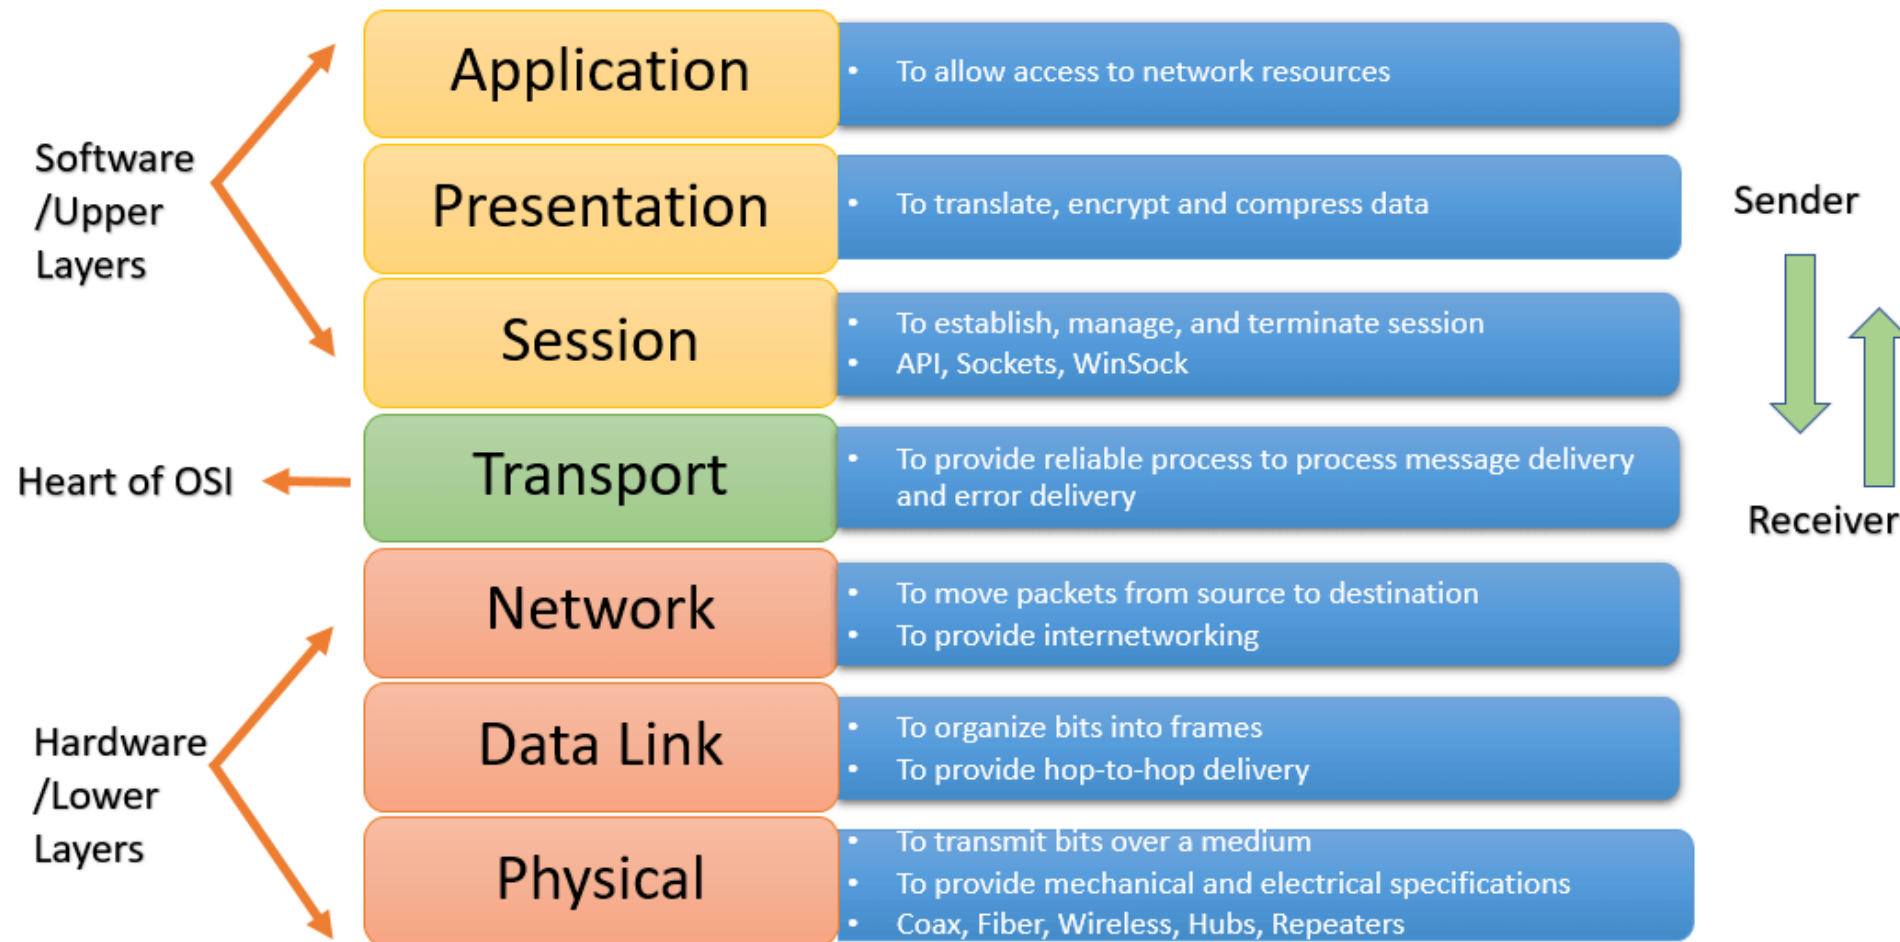 Application
• To allow access to network resources
Software
/Upper
Layers
Presentation
• To translate, encrypt and compress data
Sender
Session
• To establish, manage, and terminate session
• API, Sockets, WinSock
Heart of OSI
Transport
• To provide reliable process to process message delivery
and error delivery
Receiver
Network
• To move packets from source to destination
• To provide internetworking
Hardware
/Lower
Layers
Data Link
• To organize bits into frames
• To provide hop-to-hop delivery
Physical
• To transmit bits over a medium
• To provide mechanical and electrical specifications
• Coax, Fiber, Wireless, Hubs, Repeaters